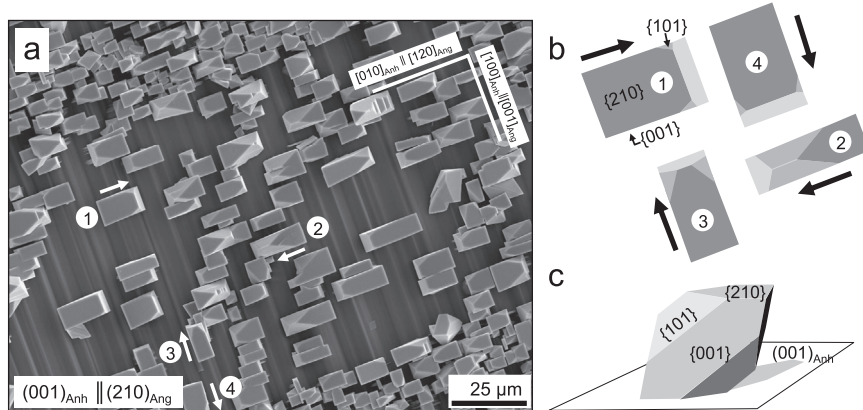 a
[010]Anh ∥ [120]Ang
[100]Anh∥[001]Ang
1
2
3
4
(001)Anh ∥ (210)Ang
25 µm
b
{101}
1
{210}
{001}
4
2
3
c
{210}
{101}
{001}
(001)Anh